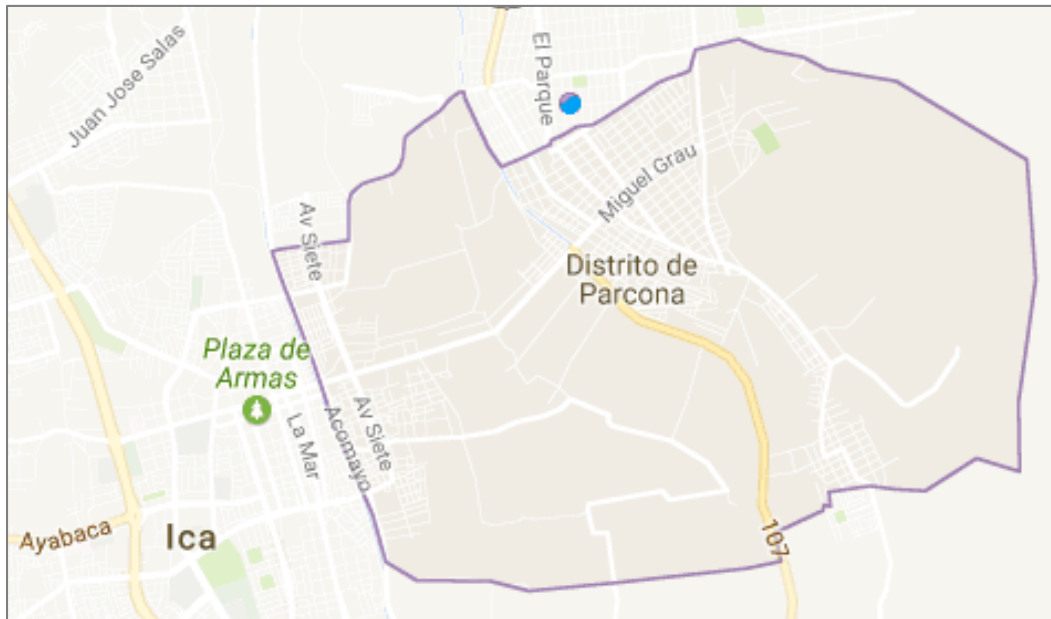 Juan Jose Salas
El Parque
Miguel Grau
Av Siete
Distrito de
Parcona
Plaza de
Armas
Av Siete
La Mar
Acomayo
Ayabaca
Ica
107